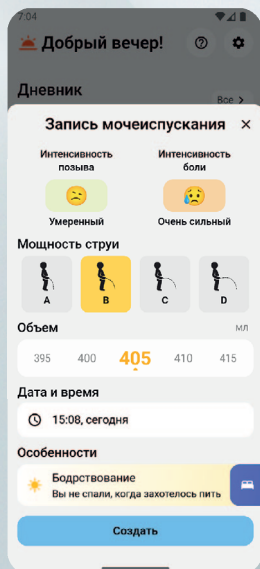 7:04
Добрый вечер!
Дневник
Все >
Запись мочеиспускания ×
Интенсивность позыва
Интенсивность боли
Умеренный
Очень сильный
Мощность струи
A B C D
Объем мл
395 400 405 410 415
Дата и время
15:08, сегодня
Особенности
Бодрствование
Вы не спали, когда захотелось пить
Создать